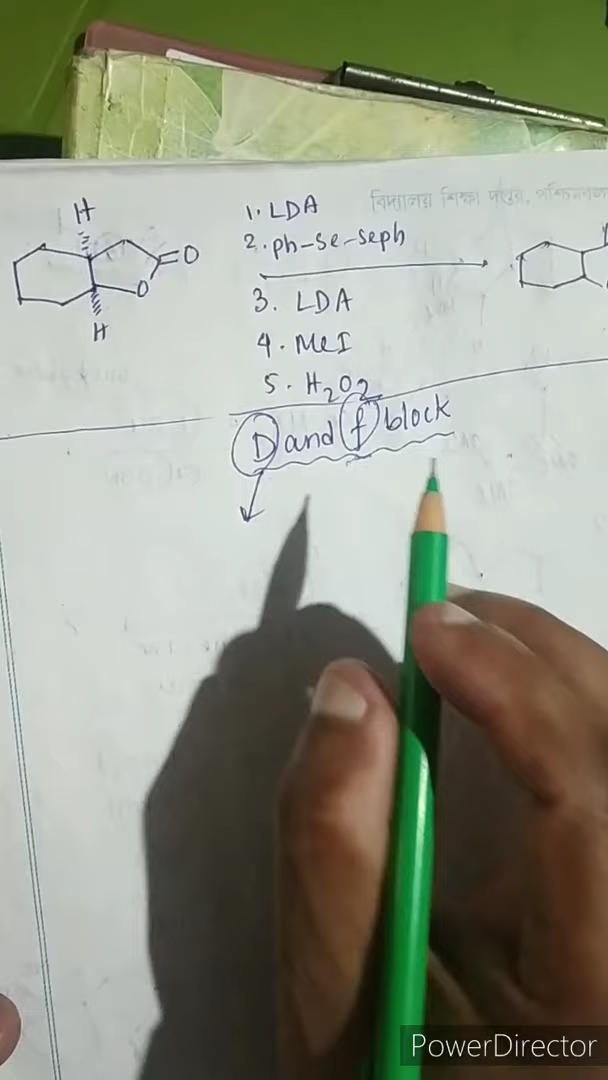 H
1. LDA
2. ph-se-seph
O
O
3. LDA
H
4. MeI
5. H2O2
D and f block
PowerDirector